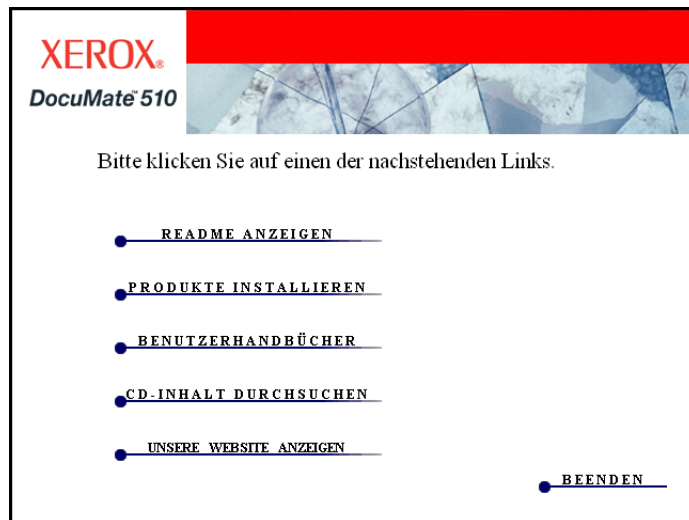 XEROX®
DocuMate™ 510
Bitte klicken Sie auf einen der nachstehenden Links.
README ANZEIGEN
PRODUKTE INSTALLIEREN
BENUTZERHANDBÜCHER
CD-INHALT DURCHSUCHEN
UNSERE WEBSITE ANZEIGEN
BEENDEN